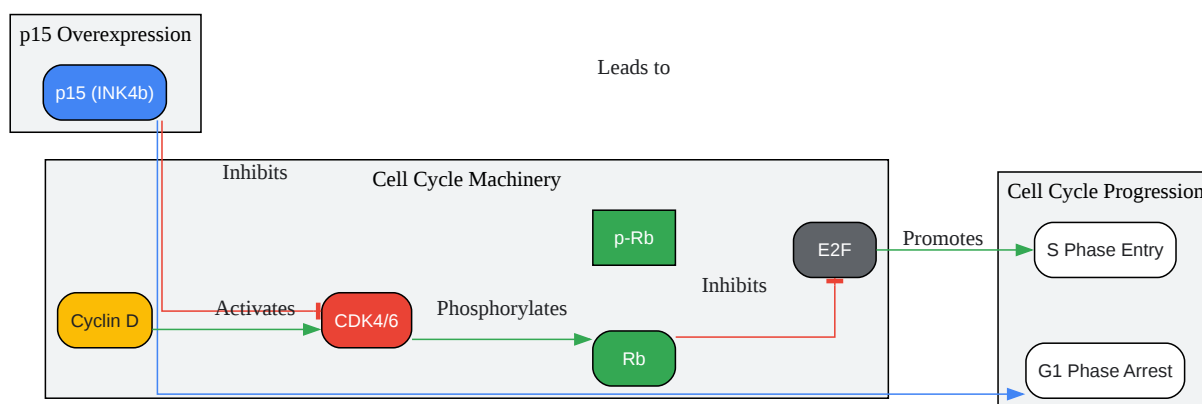 p15 Overexpression
p15 (INK4b)
Leads to
Inhibits
Cell Cycle Machinery
Cell Cycle Progression
p-Rb
E2F
Promotes
S Phase Entry
Inhibits
Cyclin D
Activates
CDK4/6
Phosphorylates
Rb
G1 Phase Arrest